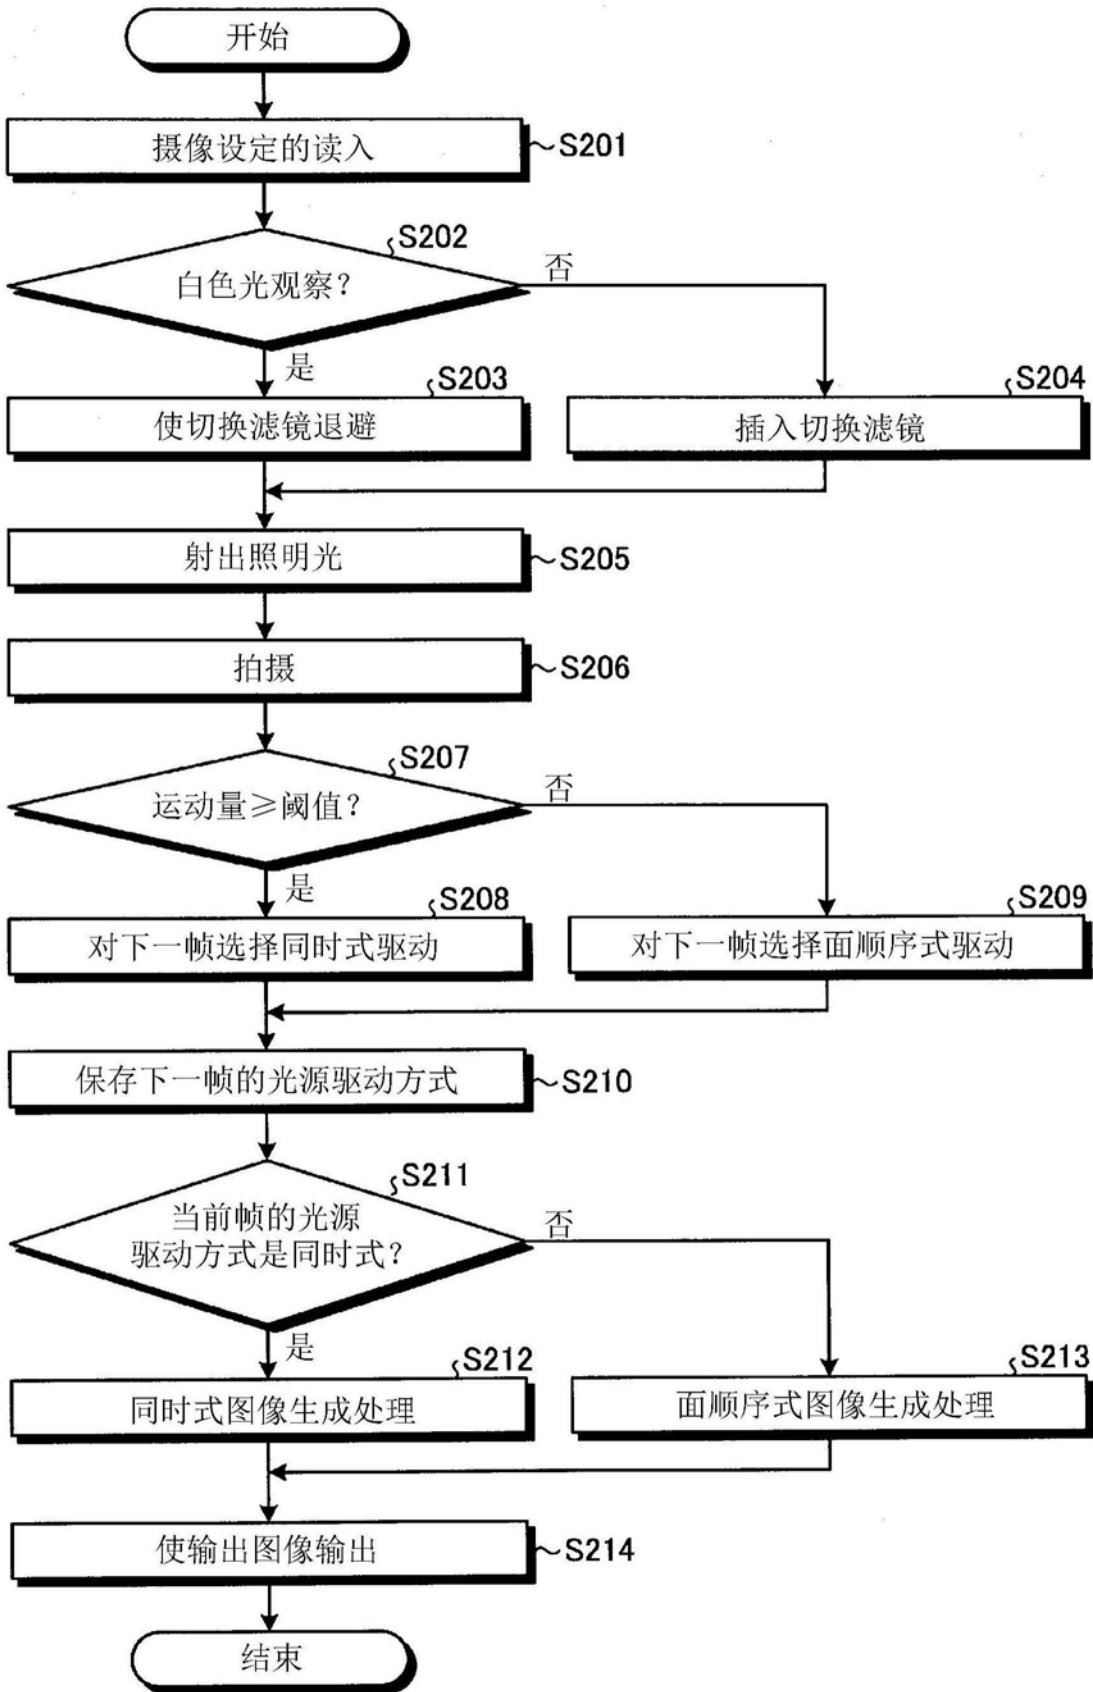 开始
摄像设定的读入
S201
S202
白色光观察？
否
是
S203
使切换滤镜退避
S204
插入切换滤镜
射出照明光
S205
拍摄
S206
S207
运动量≥阈值？
否
是
S208
对下一帧选择同时式驱动
S209
对下一帧选择面顺序式驱动
保存下一帧的光源驱动方式
S210
S211
当前帧的光源
驱动方式是同时式？
否
是
S212
同时式图像生成处理
S213
面顺序式图像生成处理
使输出图像输出
S214
结束